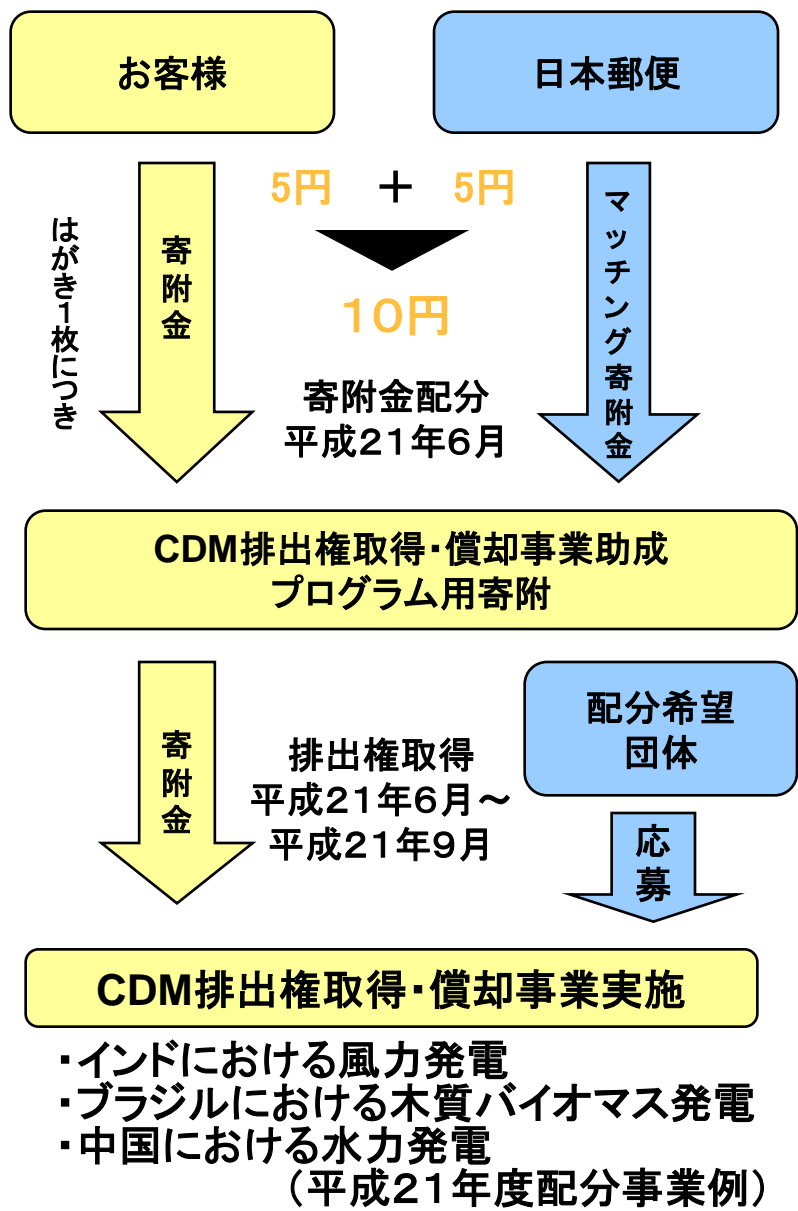 お客様
日本郵便
はがき1枚につき
寄附金
5円 ＋ 5円
10円
マッチング寄附金
寄附金配分
平成21年6月
CDM排出権取得・償却事業助成
プログラム用寄附
寄附金
排出権取得
平成21年6月～
平成21年9月
配分希望
団体
応募
CDM排出権取得・償却事業実施
・インドにおける風力発電
・ブラジルにおける木質バイオマス発電
・中国における水力発電
（平成21年度配分事業例）